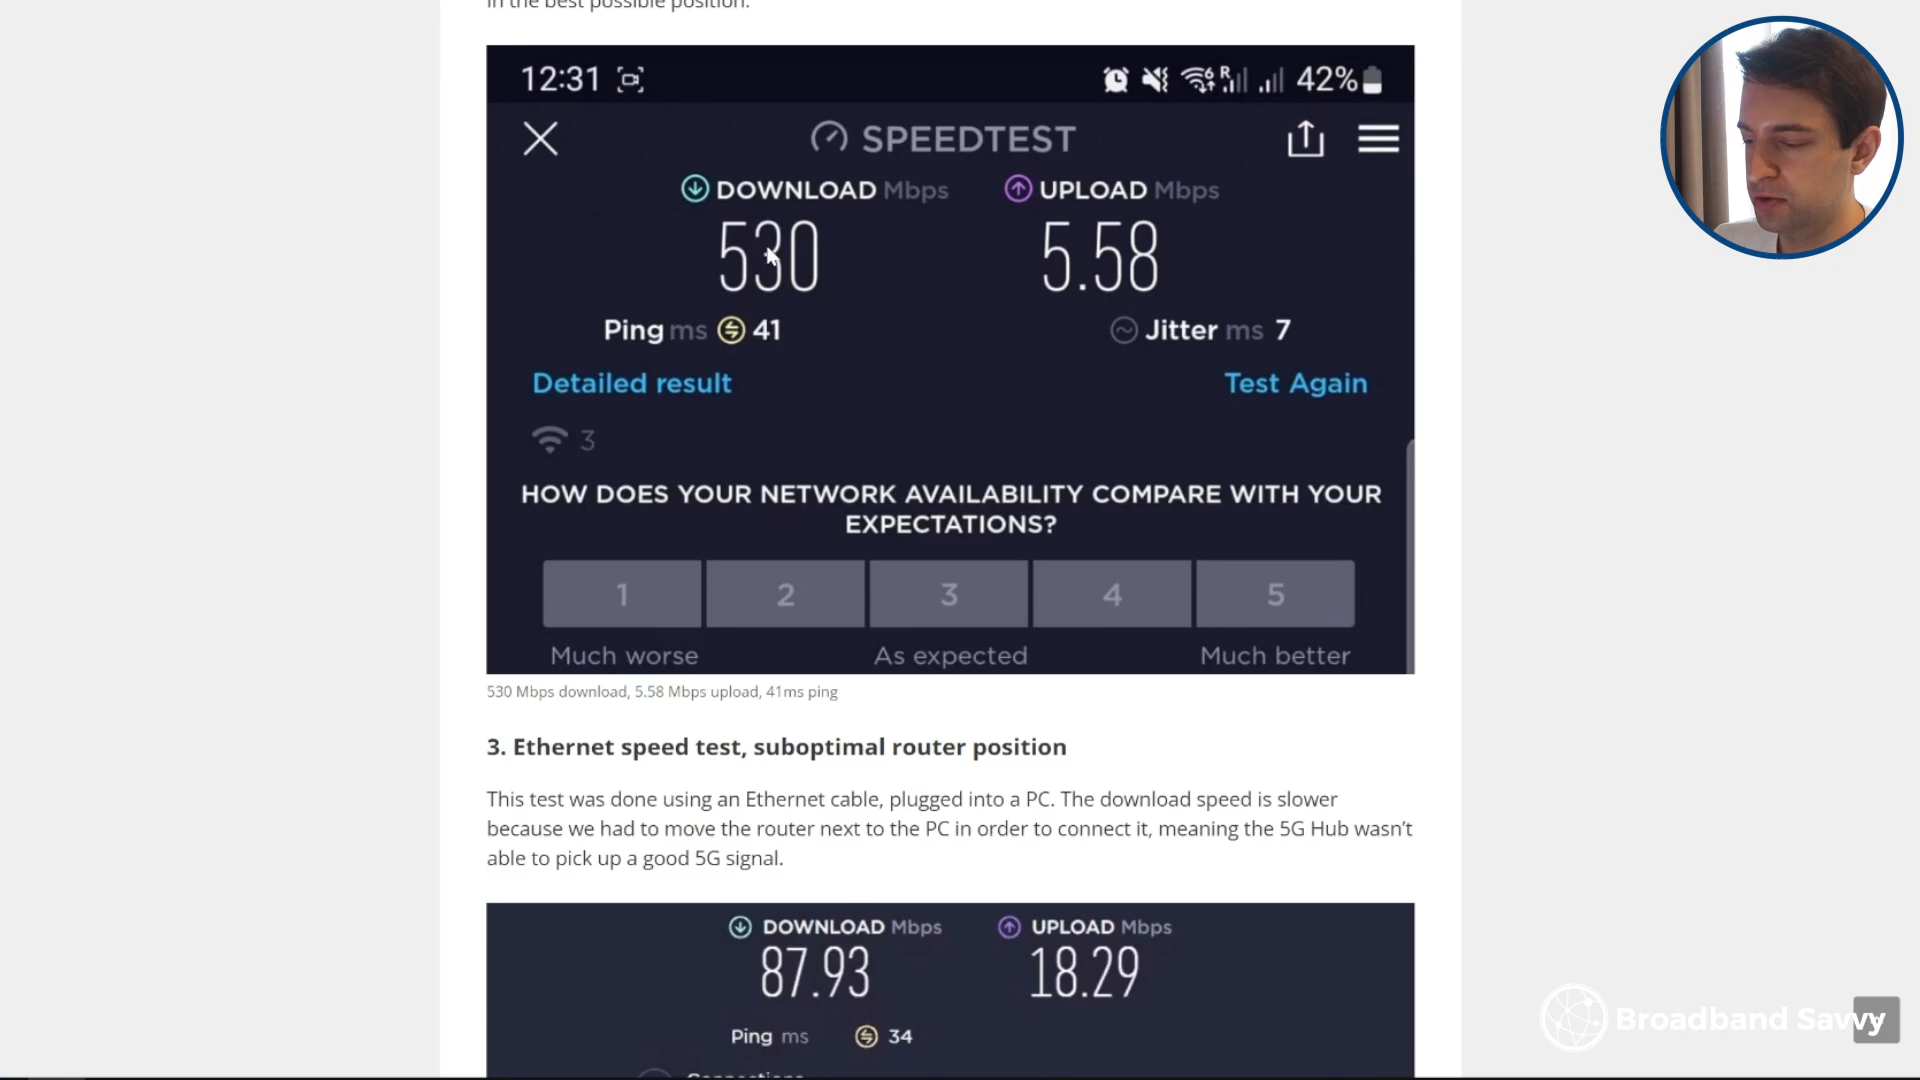 in the best possible position.
12:31 42%
SPEEDTEST
DOWNLOAD Mbps UPLOAD Mbps
530 5.58
Ping ms 41 Jitter ms 7
Detailed result Test Again
3
HOW DOES YOUR NETWORK AVAILABILITY COMPARE WITH YOUR
EXPECTATIONS?
1 2 3 4 5
Much worse As expected Much better
530 Mbps download, 5.58 Mbps upload, 41ms ping
3. Ethernet speed test, suboptimal router position
This test was done using an Ethernet cable, plugged into a PC. The download speed is slower
because we had to move the router next to the PC in order to connect it, meaning the 5G Hub wasn't
able to pick up a good 5G signal.
DOWNLOAD Mbps UPLOAD Mbps
87.93 18.29
Ping ms 34
Connections
Broadband Savvy